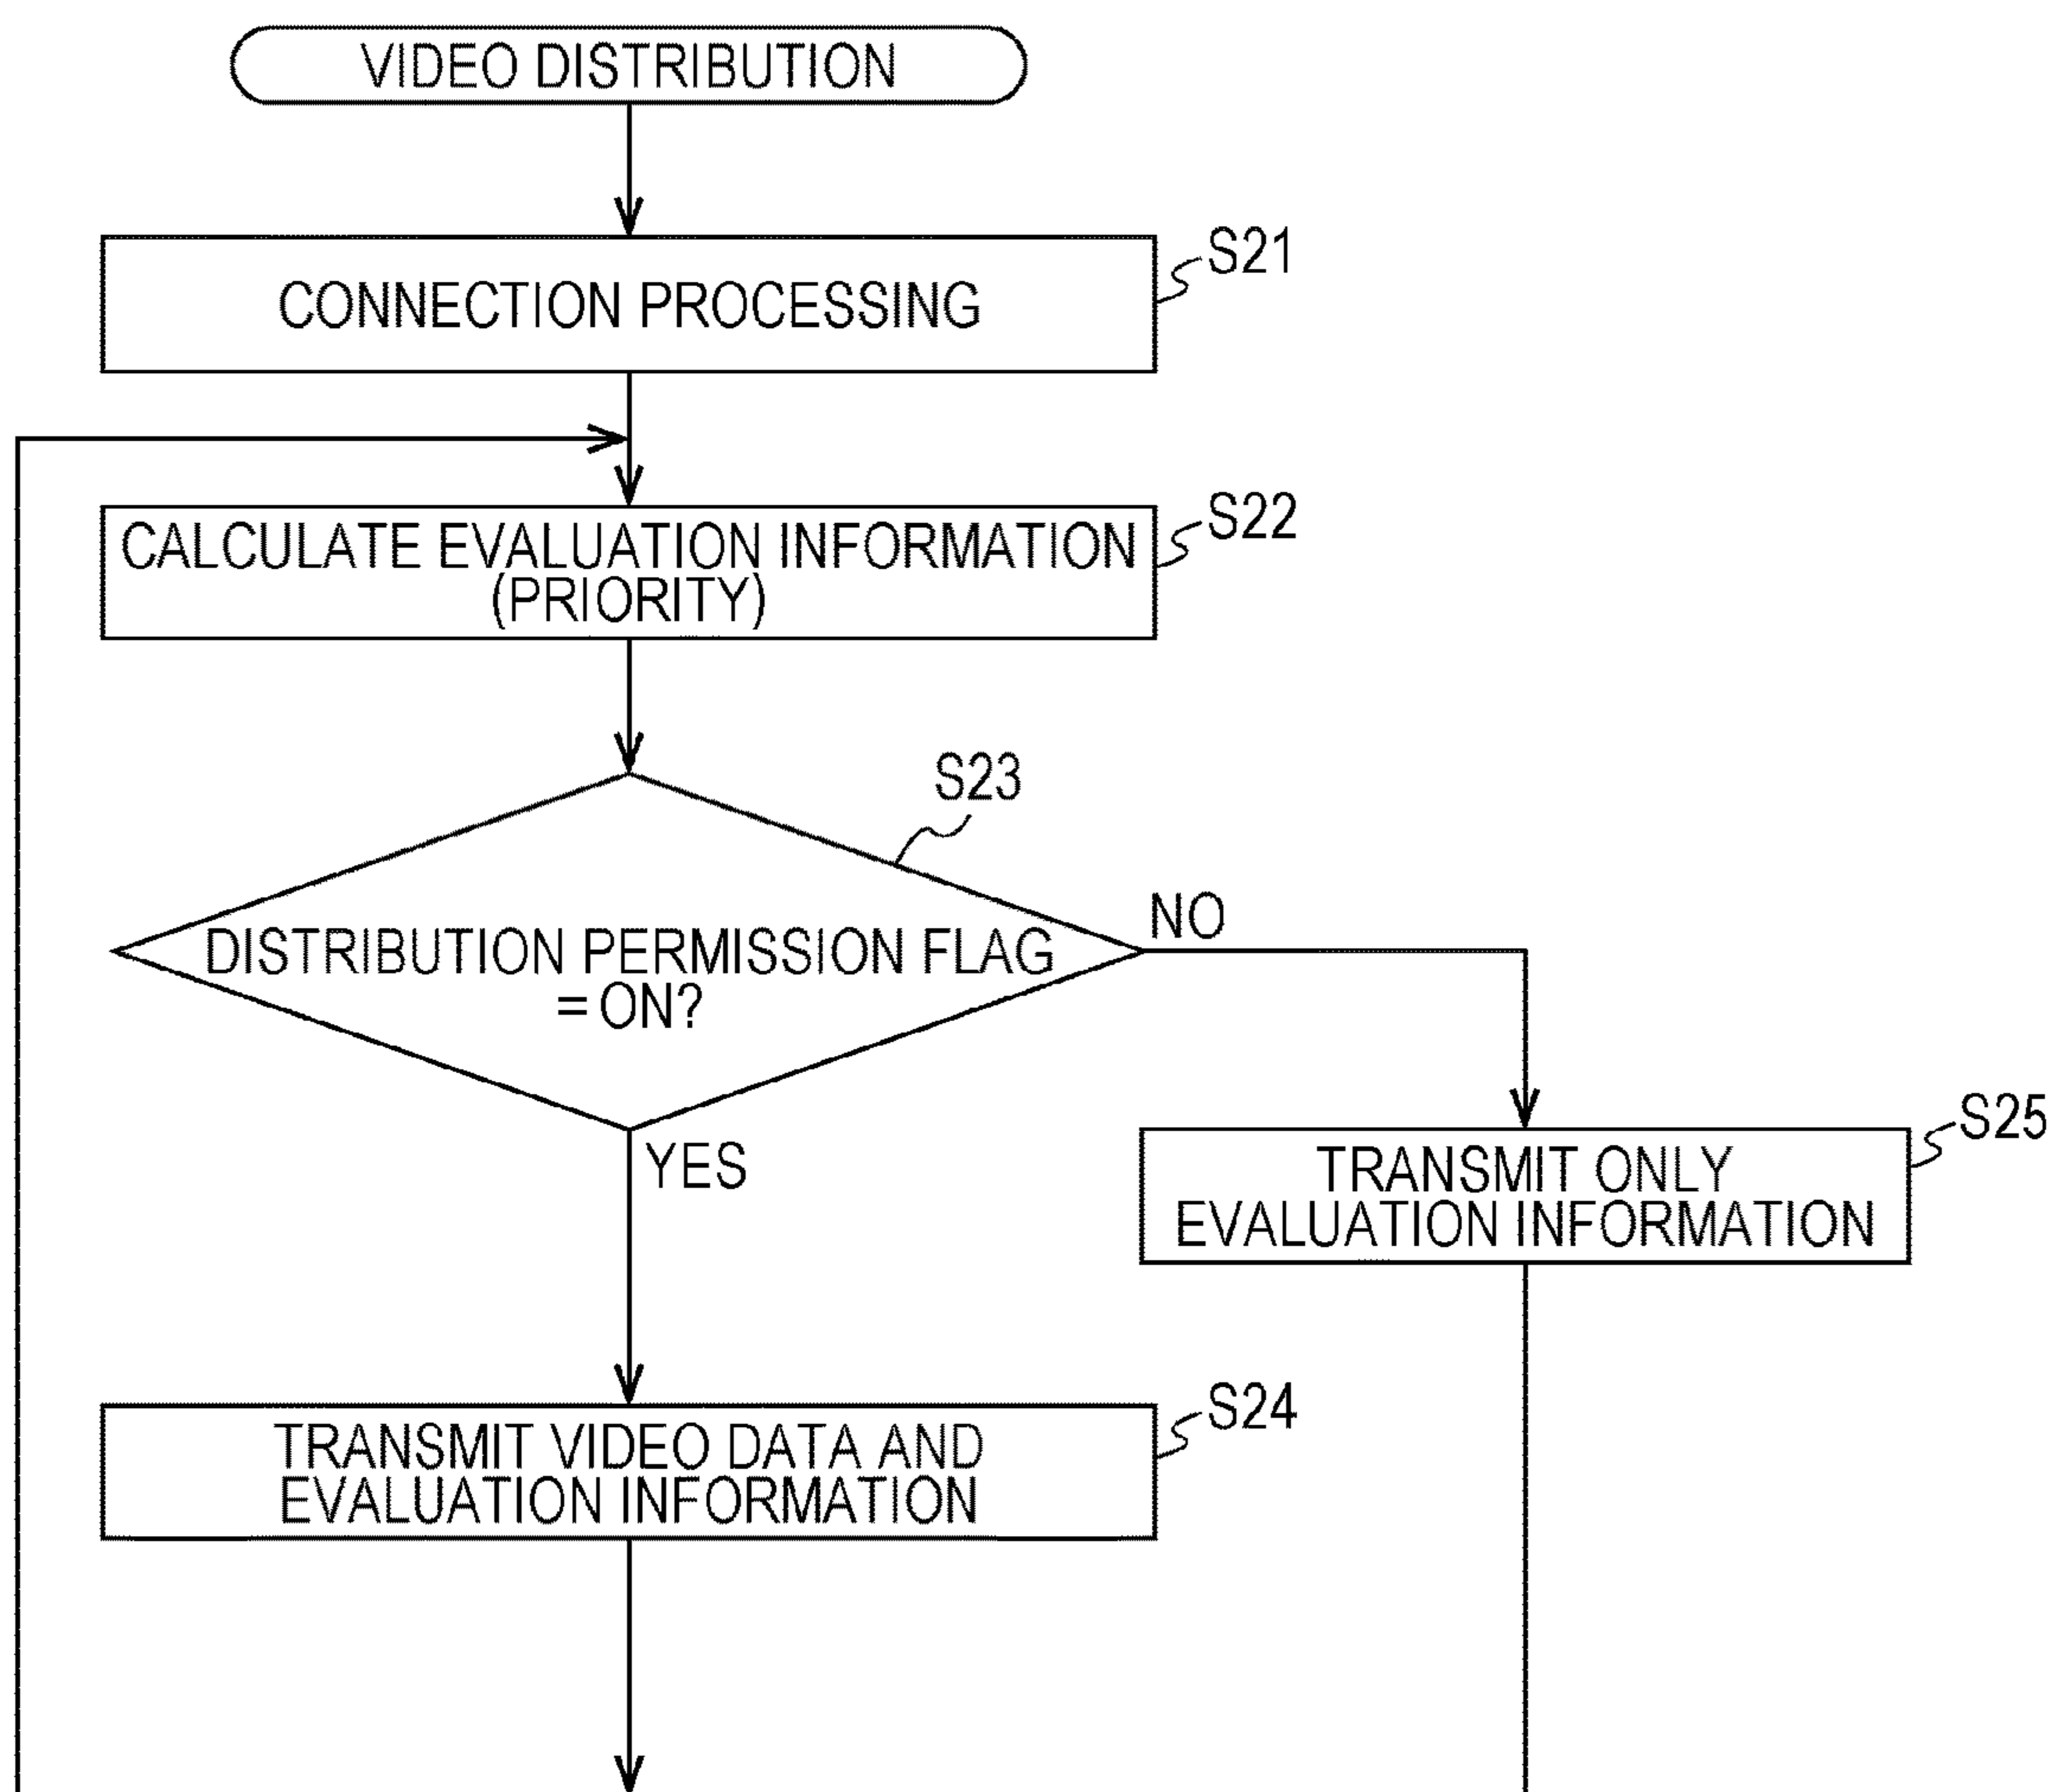 VIDEO DISTRIBUTION
CONNECTION PROCESSING
S21
CALCULATE EVALUATION INFORMATION
(PRIORITY)
S22
S23
DISTRIBUTION PERMISSION FLAG
= ON?
NO
YES
TRANSMIT ONLY
EVALUATION INFORMATION
S25
TRANSMIT VIDEO DATA AND
EVALUATION INFORMATION
S24